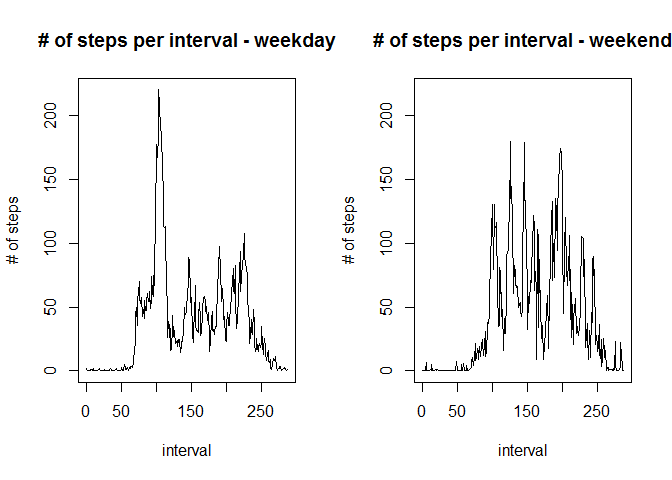 # of steps per interval - weekday
# of steps
200
150
100
50
0
0 50 150 250
interval
# of steps per interval - weekend
# of steps
200
150
100
50
0
0 50 150 250
interval